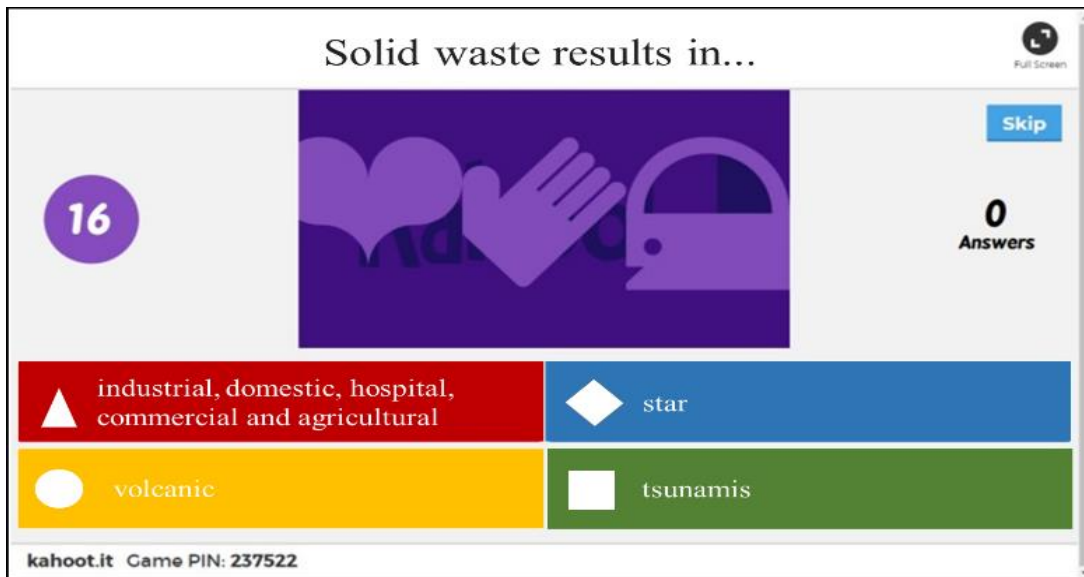 Solid waste results in...
Full Screen
Skip
16
0
Answers
industrial, domestic, hospital,
commercial and agricultural
star
volcanic
tsunamis
kahoot.it Game PIN: 237522